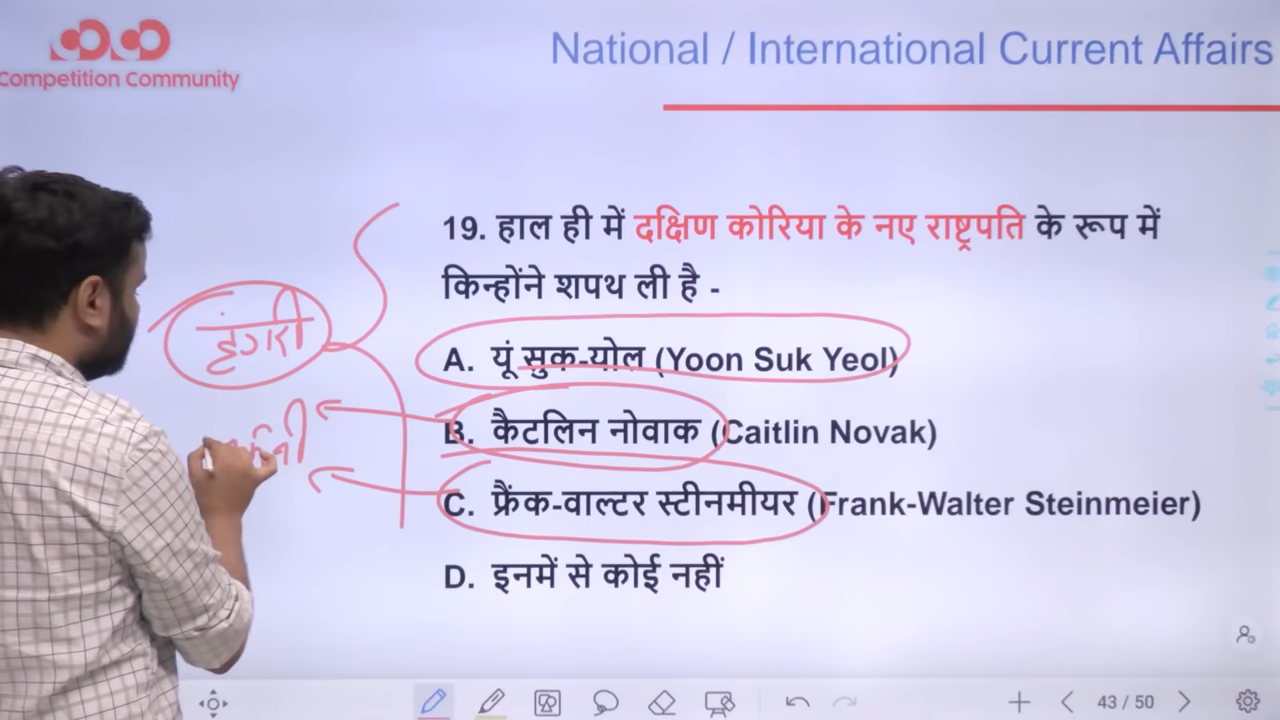 Competition Community
National / International Current Affairs
19. हाल ही में दक्षिण कोरिया के नए राष्ट्रपति के रूप में
किन्होंने शपथ ली है -
A. यूं सुक-योल (Yoon Suk Yeol)
हंगरी
B. कैटलिन नोवाक (Caitlin Novak)
C. फ्रैंक-वाल्टर स्टीनमीयर (Frank-Walter Steinmeier)
D. इनमें से कोई नहीं
43 / 50